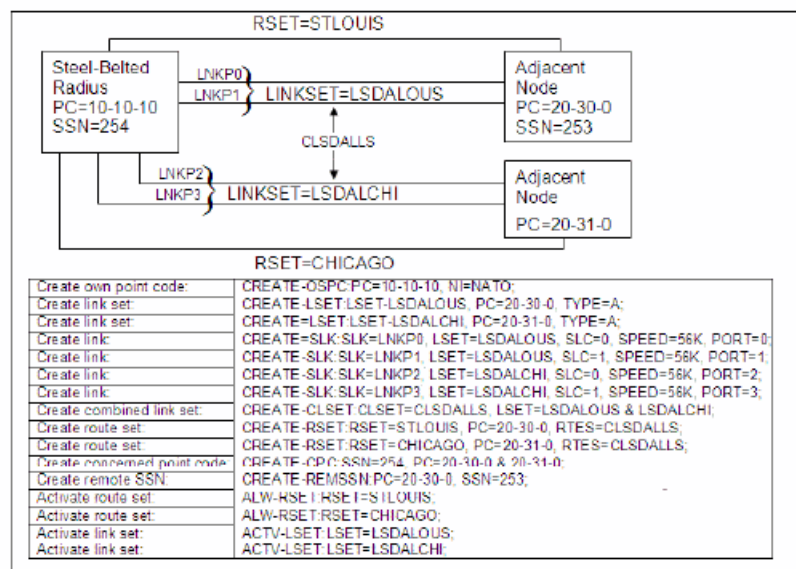 RSET=STLOUIS
Steel-Belted
Radius
PC=10-10-10
SSN=254
LNKP0
LNKP1
LINKSET=LSDALOUS
Adjacent
Node
PC=20-30-0
SSN=253
CLSDALLS
LNKP2
LNKP3
LINKSET=LSDALCHI
Adjacent
Node
PC=20-31-0
RSET=CHICAGO
Create own point code: CREATE-OSPC:PC=10-10-10, NI=NATO;
Create link set: CREATE-LSET:LSET-LSDALOUS, PC=20-30-0, TYPE=A;
Create link set: CREATE=LSET:LSET-LSDALCHI, PC=20-31-0, TYPE=A;
Create link: CREATE=SLK:SLK=LNKP0, LSET=LSDALOUS, SLC=0, SPEED=56K, PORT=0;
Create link: CREATE-SLK:SLK=LNKP1, LSET=LSDALOUS, SLC=1, SPEED=56K, PORT=1;
Create link: CREATE-SLK:SLK=LNKP2, LSET=LSDALCHI, SLC=0, SPEED=56K, PORT=2;
Create link: CREATE-SLK:SLK=LNKP3, LSET=LSDALCHI, SLC=1, SPEED=56K, PORT=3;
Create combined link set: CREATE-CLSET:CLSET=CLSDALLS, LSET=LSDALOUS & LSDALCHI;
Create route set: CREATE-RSET:RSET=STLOUIS, PC=20-30-0, RTES=CLSDALLS;
Create route set: CREATE-RSET:RSET=CHICAGO, PC=20-31-0, RTES=CLSDALLS;
Create concerned point code: CREATE-CPC:SSN=254, PC=20-30-0 & 20-31-0;
Create remote SSN: CREATE-REMSSN:PC=20-30-0, SSN=253;
Activate route set: ALW-RSET:RSET=STLOUIS;
Activate route set: ALW-RSET:RSET=CHICAGO;
Activate link set: ACTV-LSET:LSET=LSDALOUS;
Activate link set: ACTV-LSET:LSET=LSDALCHI;